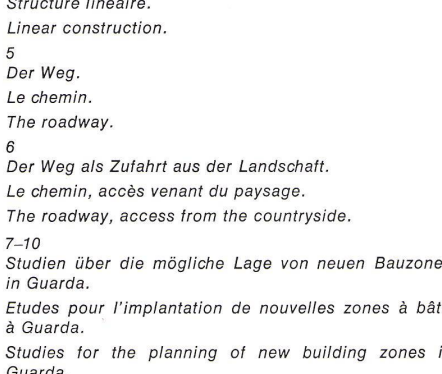 Structure linéaire.
Linear construction.
5
Der Weg.
Le chemin.
The roadway.
6
Der Weg als Zufahrt aus der Landschaft.
Le chemin, accès venant du paysage.
The roadway, access from the countryside.
7–10
Studien über die mögliche Lage von neuen Bauzone
in Guarda.
Etudes pour l'implantation de nouvelles zones à bât
à Guarda.
Studies for the planning of new building zones i
Guarda.